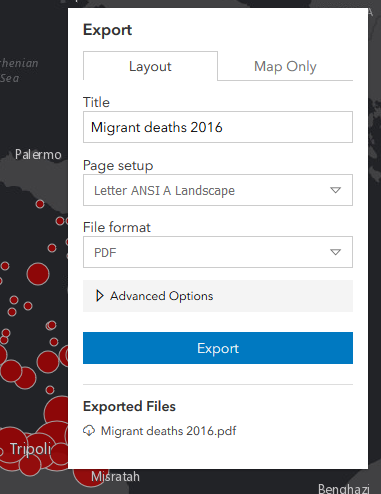 Export
Layout
Map Only
Title
Migrant deaths 2016
Page setup
Letter ANSI A Landscape
File format
PDF
Advanced Options
Export
Exported Files
Migrant deaths 2016.pdf
Sea
Palermo
Tripoli
Misratah
Benghazi